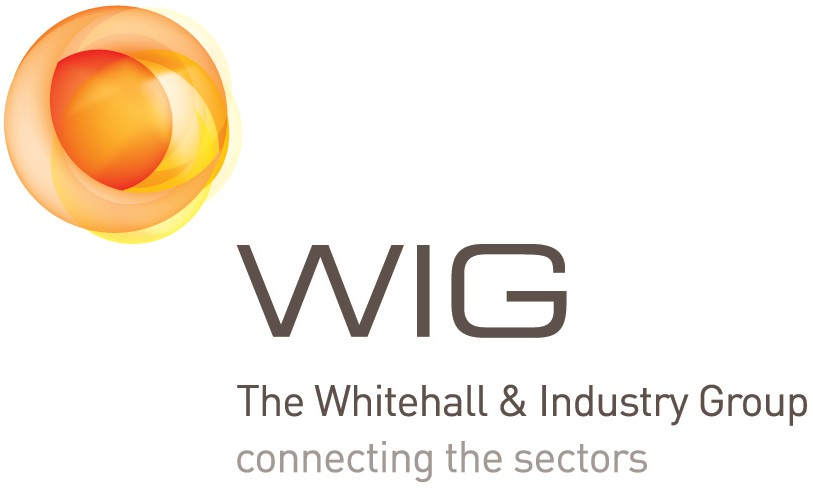 WIG
The Whitehall & Industry Group
connecting the sectors